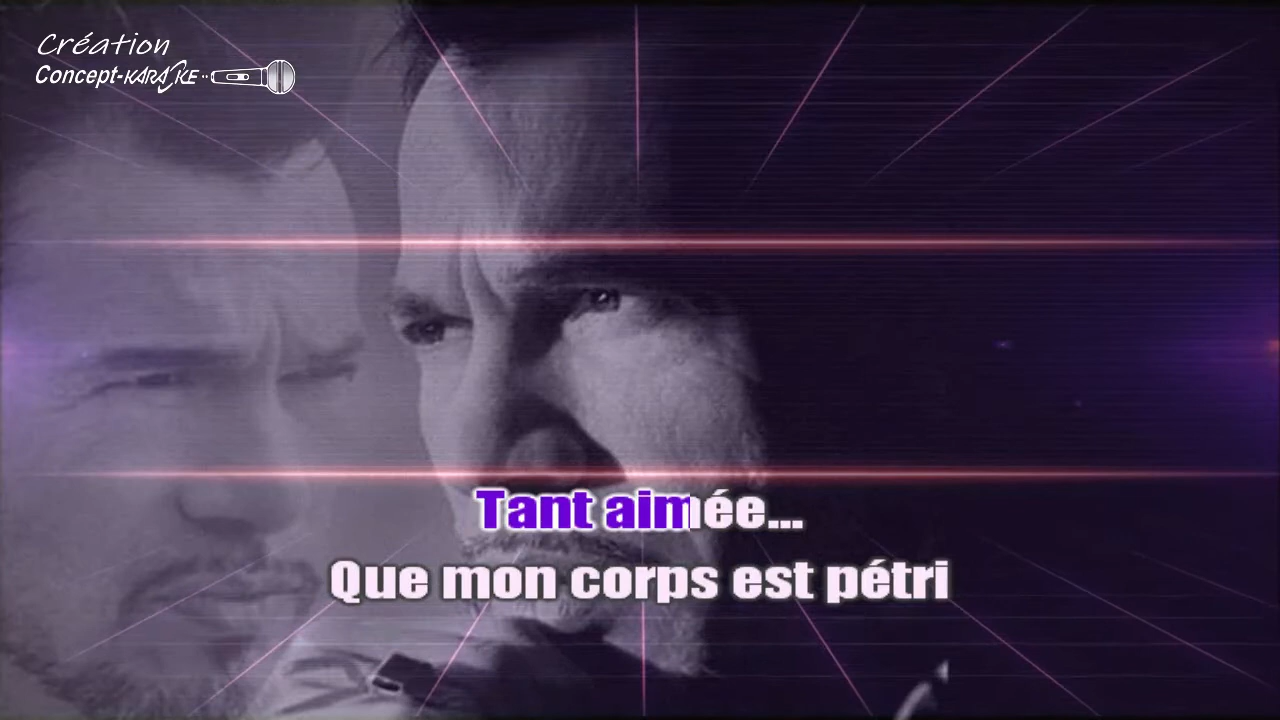 Création
Concept-KARAOKE
Tant aimée...
Que mon corps est pétri